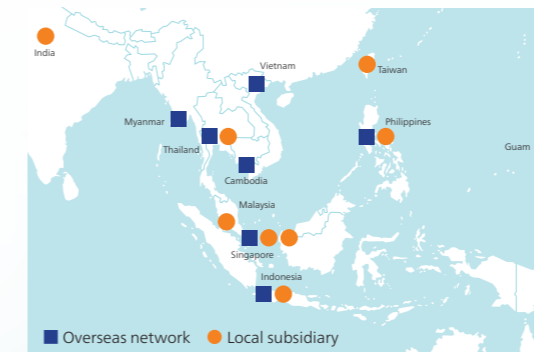 India
Vietnam
Taiwan
Myanmar
Philippines
Thailand
Guam
Cambodia
Malaysia
Singapore
Indonesia
Overseas network
Local subsidiary